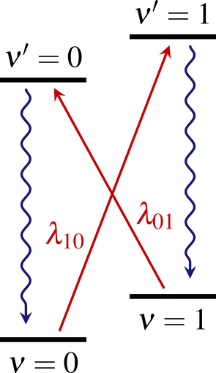 ν′ = 1
ν′ = 0
λ₁₀
λ₀₁
ν = 1
ν = 0